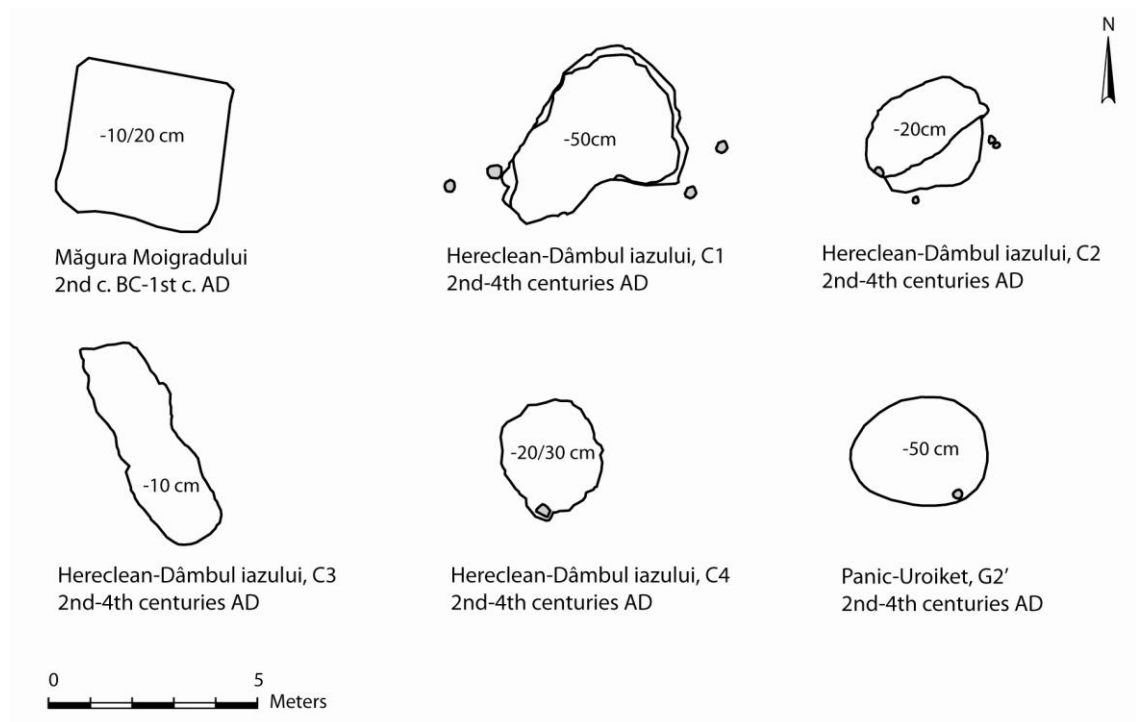 N
-10/20 cm
-50cm
-20cm
Măgura Moigradului
2nd c. BC-1st c. AD
Hereclean-Dâmbul iazului, C1
2nd-4th centuries AD
Hereclean-Dâmbul iazului, C2
2nd-4th centuries AD
-10 cm
-20/30 cm
-50 cm
Hereclean-Dâmbul iazului, C3
2nd-4th centuries AD
Hereclean-Dâmbul iazului, C4
2nd-4th centuries AD
Panic-Uroiket, G2’
2nd-4th centuries AD
0 5
Meters